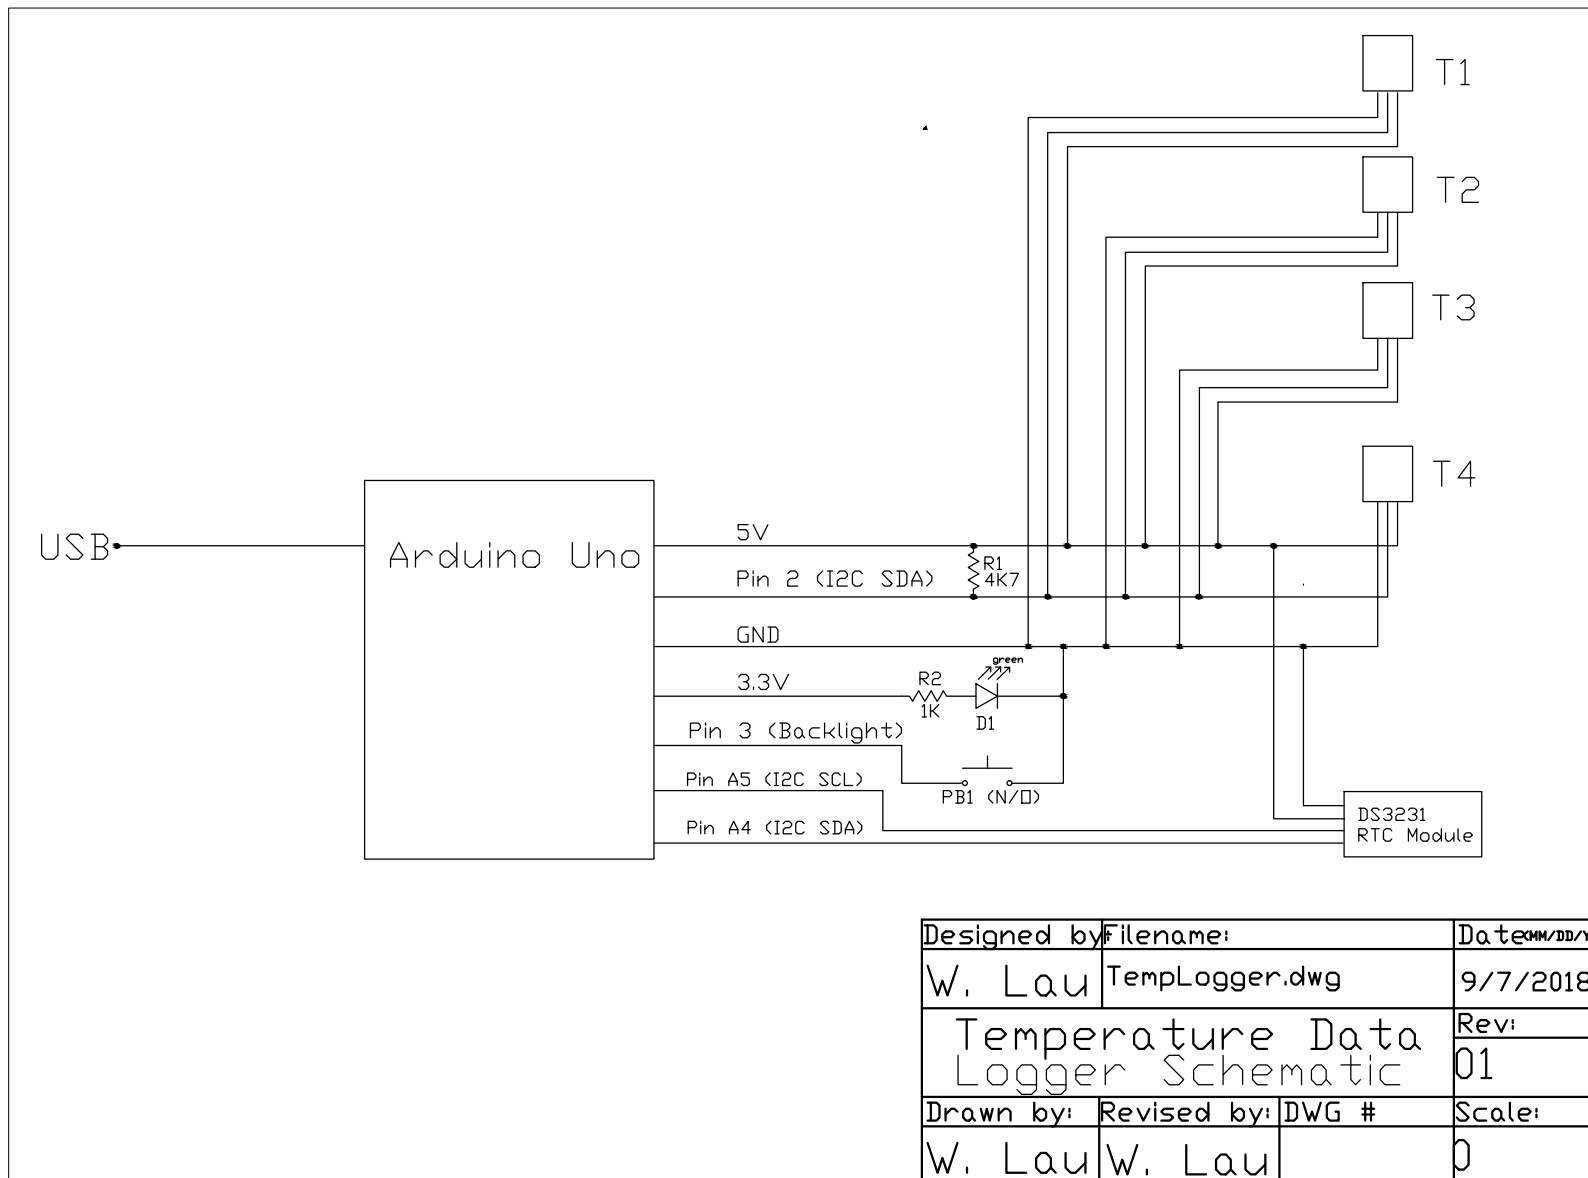 T1
T2
T3
T4
USB
Arduino Uno
5V
R1
4K7
Pin 2 (I2C SDA)
GND
green
3.3V
R2
1K
D1
Pin 3 (Backlight)
Pin A5 (I2C SCL)
PB1 (N/O)
Pin A4 (I2C SDA)
DS3231
RTC Module
Designed by: Filename: Date(MM/DD/Y
W. Lau TempLogger.dwg 9/7/2018
Temperature Data
Logger Schematic
Rev:
01
Drawn by: Revised by: DWG # Scale:
W. Lau W. Lau 0